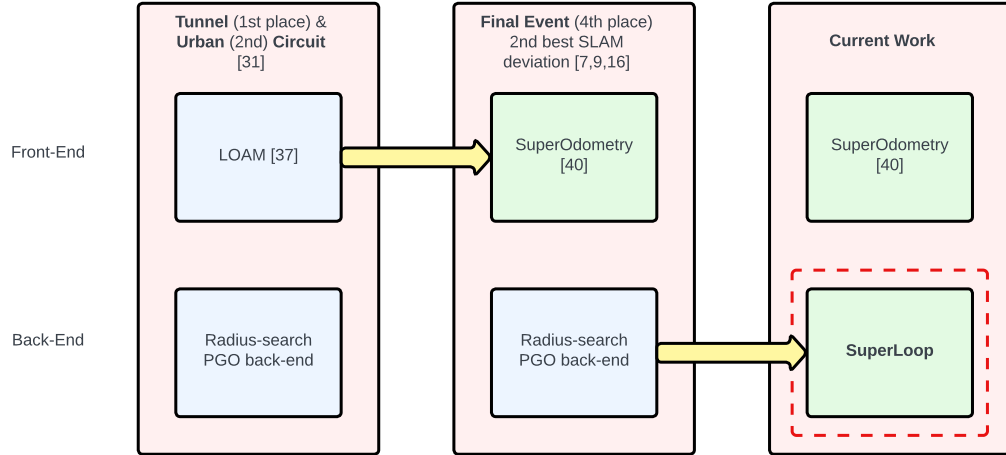 Tunnel (1st place) &
Urban (2nd) Circuit
[31]
Final Event (4th place)
2nd best SLAM
deviation [7,9,16]
Current Work
Front-End
LOAM [37]
SuperOdometry
[40]
SuperOdometry
[40]
Back-End
Radius-search
PGO back-end
Radius-search
PGO back-end
SuperLoop